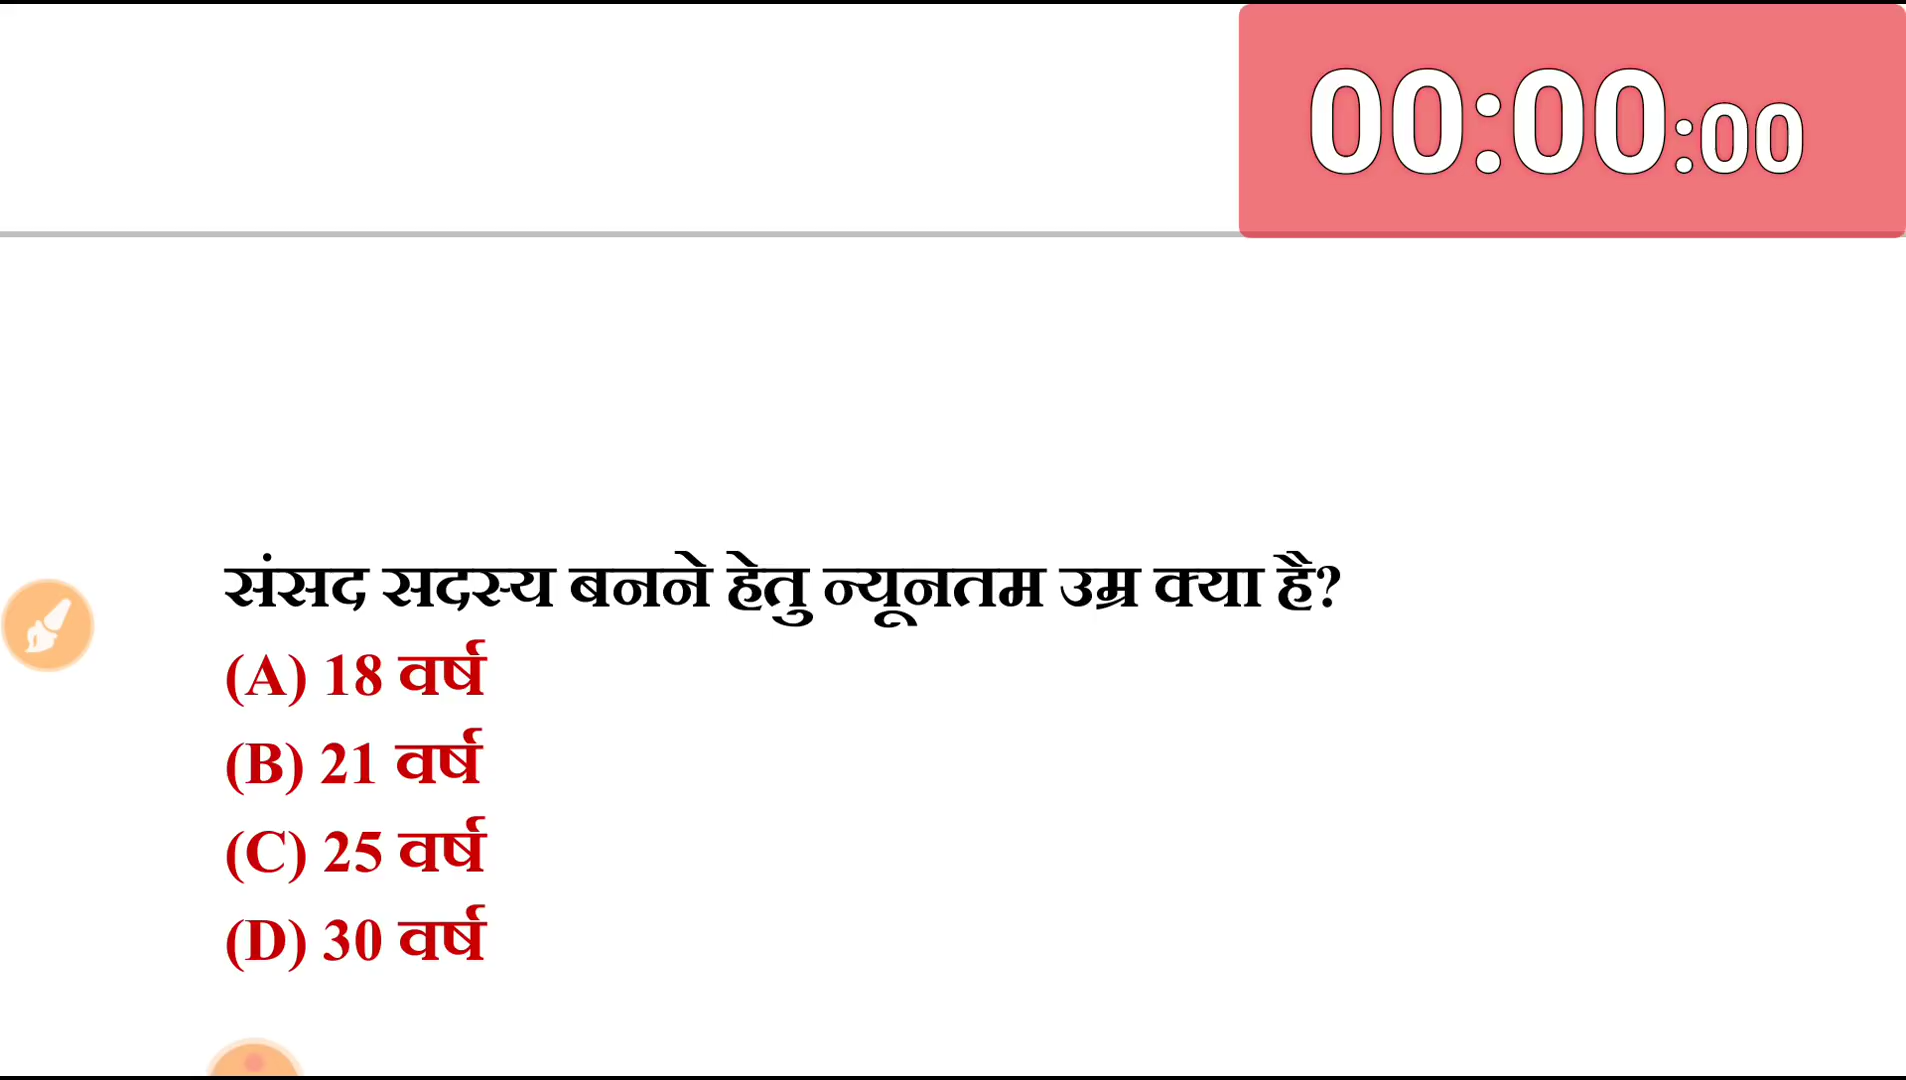 00:00:00
संसद सदस्य बनने हेतु न्यूनतम उम्र क्या है?
(A) 18 वर्ष
(B) 21 वर्ष
(C) 25 वर्ष
(D) 30 वर्ष